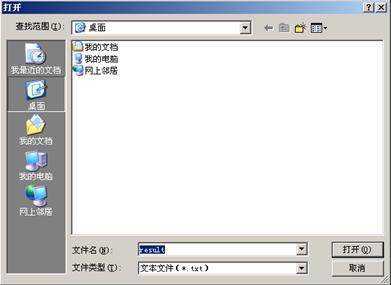 打开
查找范围(I):
桌面
我最近的文档
桌面
我的文档
我的电脑
网上邻居
我的文档
我的电脑
网上邻居
文件名(N):
result
打开(O)
文件类型(T):
文本文件(*.txt)
取消